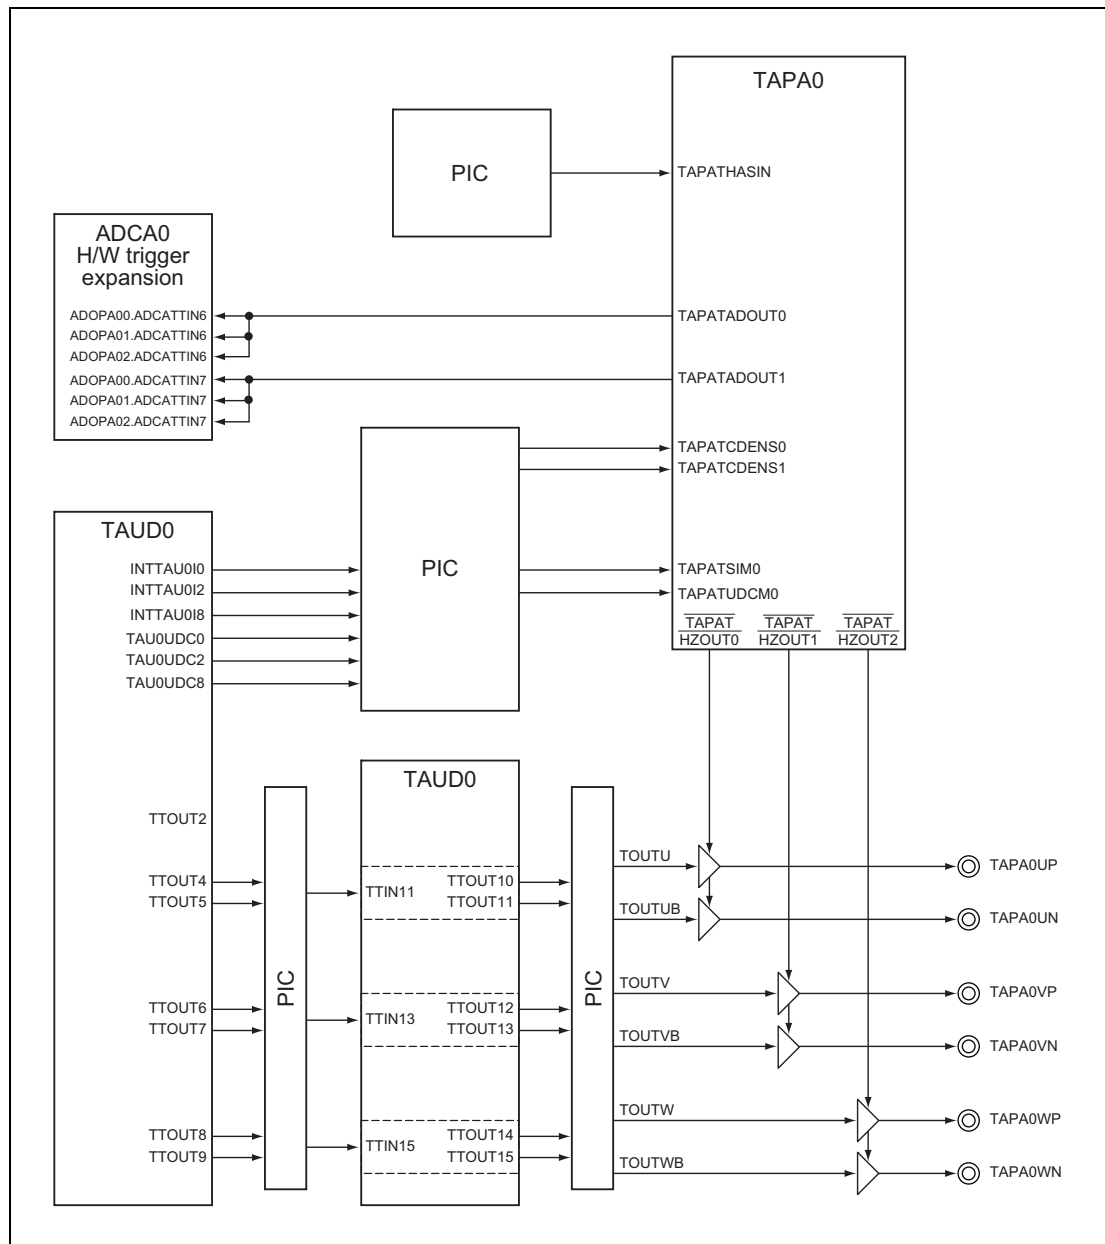 TAPA0
PIC
TAPATHASIN
ADCA0
H/W trigger
expansion
ADOPA00.ADCATTIN6
ADOPA01.ADCATTIN6
ADOPA02.ADCATTIN6
ADOPA00.ADCATTIN7
ADOPA01.ADCATTIN7
ADOPA02.ADCATTIN7
TAPATADOUT0
TAPATADOUT1
TAPATCDENS0
TAPATCDENS1
TAPATSIM0
TAPATUDCM0
TAPAT
HZOUT0
TAPAT
HZOUT1
TAPAT
HZOUT2
PIC
TAUD0
INTTAU0I0
INTTAU0I2
INTTAU0I8
TAU0UDC0
TAU0UDC2
TAU0UDC8
TTOUT2
TTOUT4
TTOUT5
TTOUT6
TTOUT7
TTOUT8
TTOUT9
PIC
TAUD0
TTIN11
TTOUT10
TTOUT11
TTIN13
TTOUT12
TTOUT13
TTIN15
TTOUT14
TTOUT15
PIC
TOUTU
TAPA0UP
TOUTUB
TAPA0UN
TOUTV
TAPA0VP
TOUTVB
TAPA0VN
TOUTW
TAPA0WP
TOUTWB
TAPA0WN